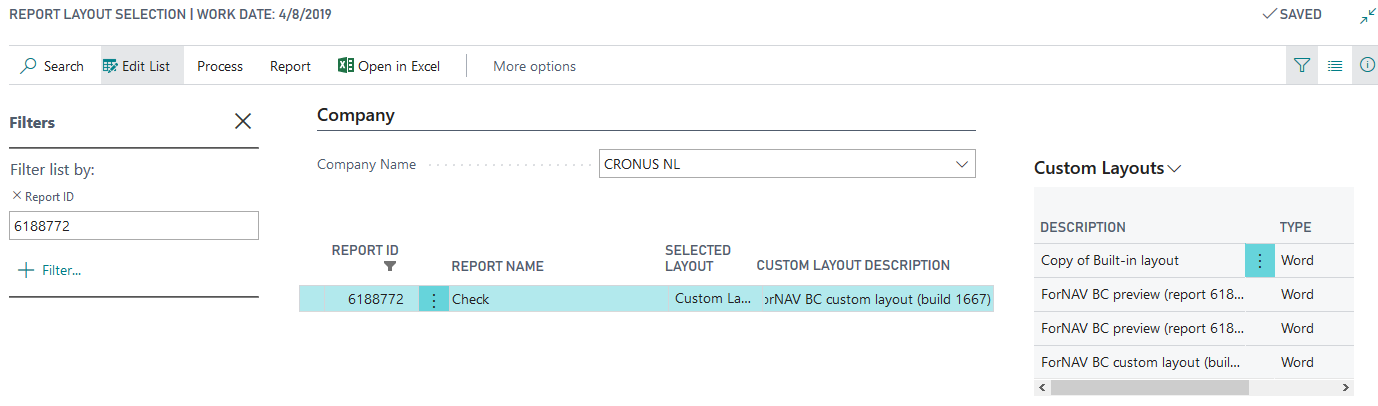 REPORT LAYOUT SELECTION | WORK DATE: 4/8/2019
SAVED
Search Edit List Process Report Open in Excel More options
Filters
Filter list by:
Report ID
6188772
Filter...
Company
Company Name CRONUS NL
REPORT ID REPORT NAME SELECTED LAYOUT CUSTOM LAYOUT DESCRIPTION
6188772 Check Custom La... orNAV BC custom layout (build 1667)
Custom Layouts
DESCRIPTION TYPE
Copy of Built-in layout Word
ForNAV BC preview (report 618... Word
ForNAV BC preview (report 618... Word
ForNAV BC custom layout (buil... Word